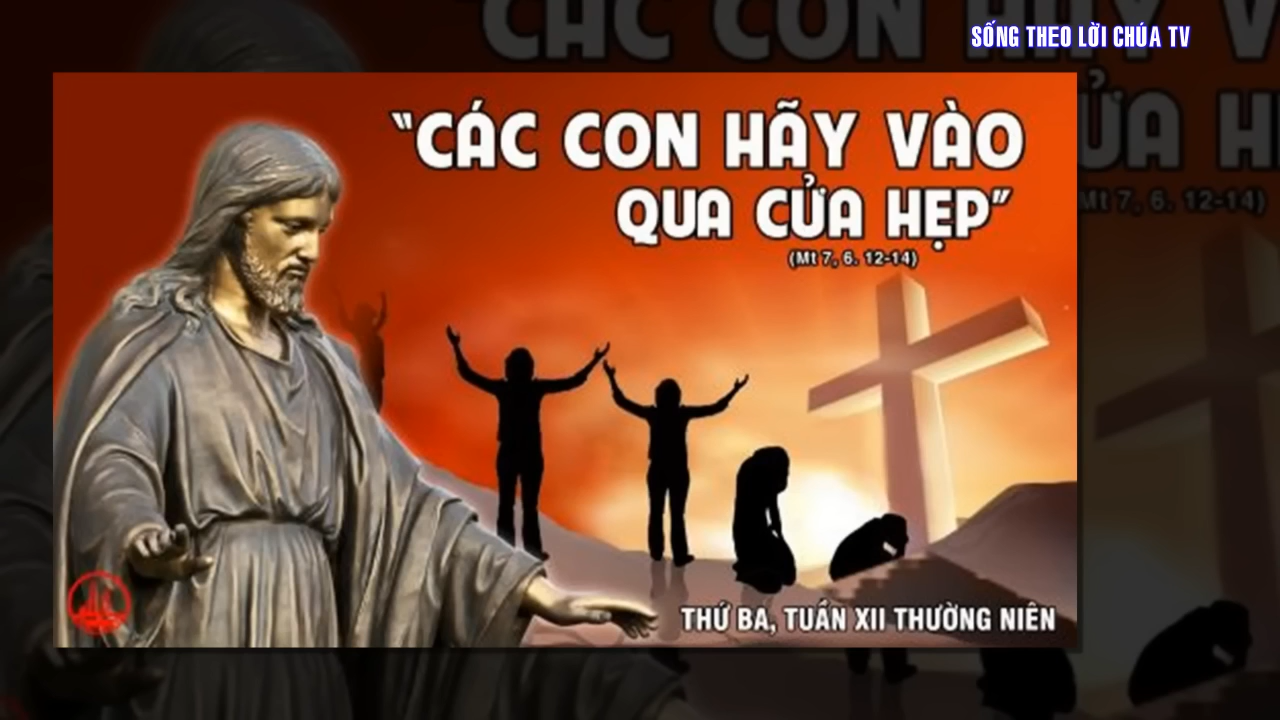 SỐNG THEO LỜI CHÚA TV
“CÁC CON HÃY VÀO
QUA CỬA HẸP”
(Mt 7, 6. 12-14)
THỨ BA, TUẦN XII THƯỜNG NIÊN